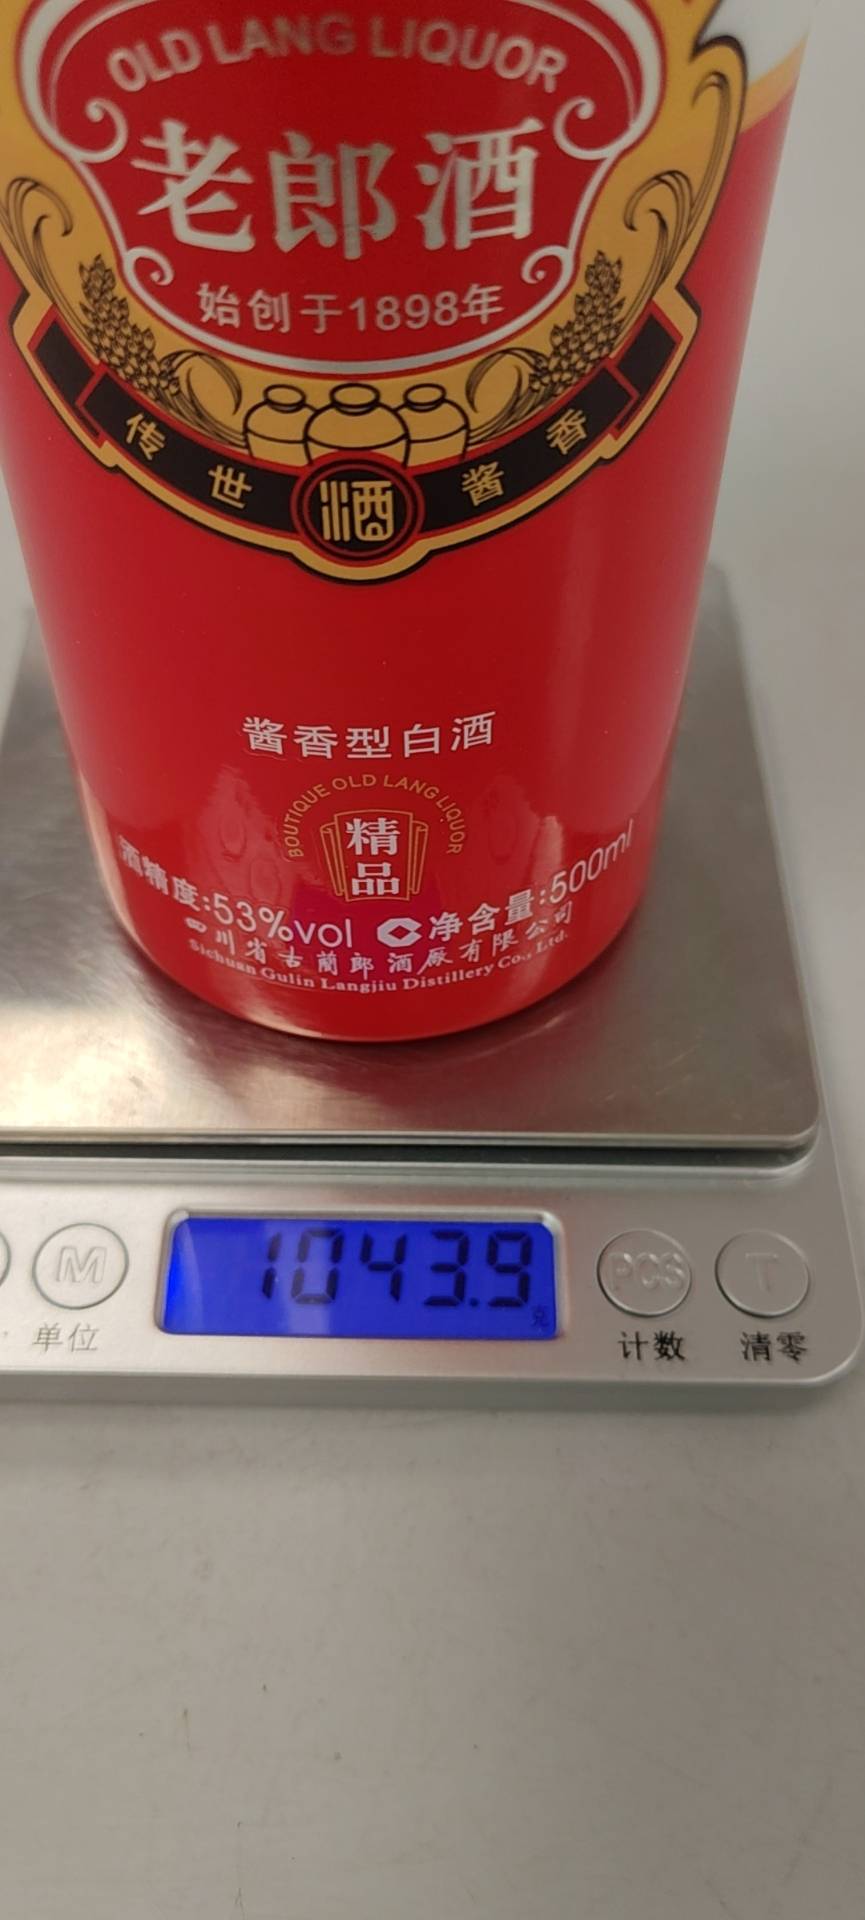 OLD LANG LIQUOR
老郎酒
始创于1898年
传世 酒 酱香
酱香型白酒
BOUTIQUE OLD LANG LIQUOR
精品
酒精度:53%vol 净含量:500ml
四川省古蔺郎酒厂有限公司
Sichuan Gulin Langjiu Distillery Co., Ltd.
1043.9
克
M PCS T
单位 计数 清零